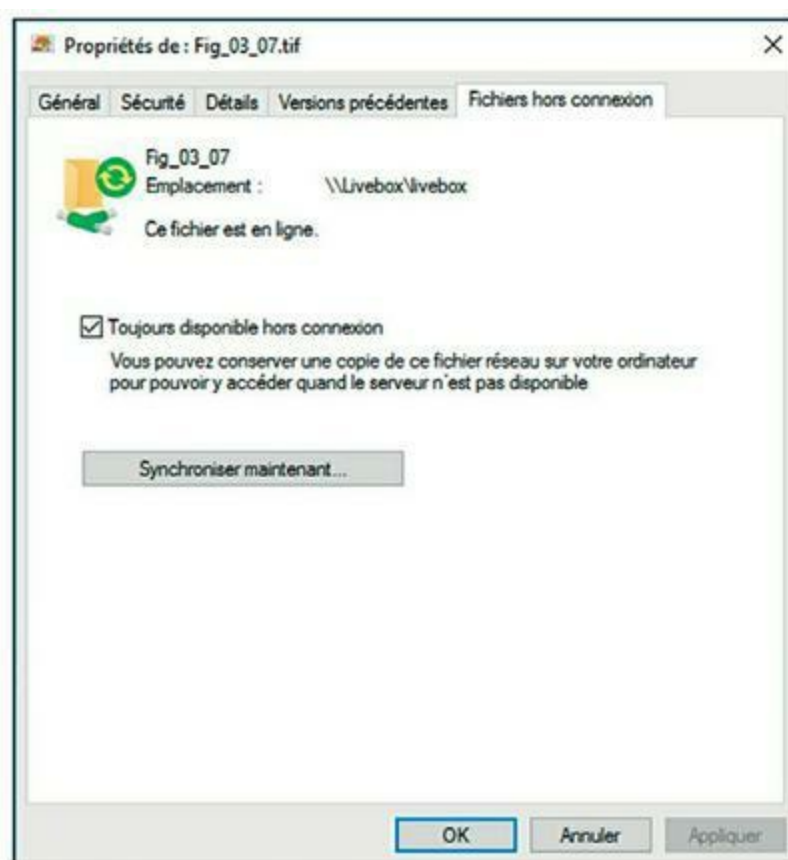 Propriétés de : Fig_03_07.tif
Général Sécurité Détails Versions précédentes Fichiers hors connexion
Fig_03_07
Emplacement : \\Livebox\livebox
Ce fichier est en ligne.
Toujours disponible hors connexion
Vous pouvez conserver une copie de ce fichier réseau sur votre ordinateur
pour pouvoir y accéder quand le serveur n'est pas disponible
Synchroniser maintenant...
OK Annuler Appliquer